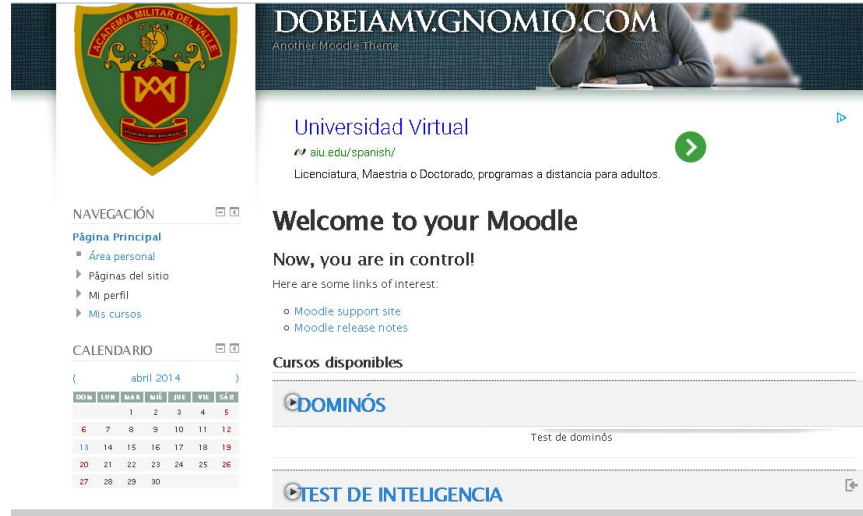 ACADEMIA MILITAR DEL VALLE
DOBEIAMV.GNOMIO.COM
Another Moodle Theme
Universidad Virtual
aiu.edu/spanish/
Licenciatura, Maestria o Doctorado, programas a distancia para adultos.
NAVEGACIÓN
Página Principal
Área personal
Páginas del sitio
Mi perfil
Mis cursos
CALENDARIO
abril 2014
DOM LUN MAR MIÉ JUE VIE SÁB
1 2 3 4 5
6 7 8 9 10 11 12
13 14 15 16 17 18 19
20 21 22 23 24 25 26
27 28 29 30
Welcome to your Moodle
Now, you are in control!
Here are some links of interest:
Moodle support site
Moodle release notes
Cursos disponibles
DOMINÓS
Test de dominós
TEST DE INTELIGENCIA